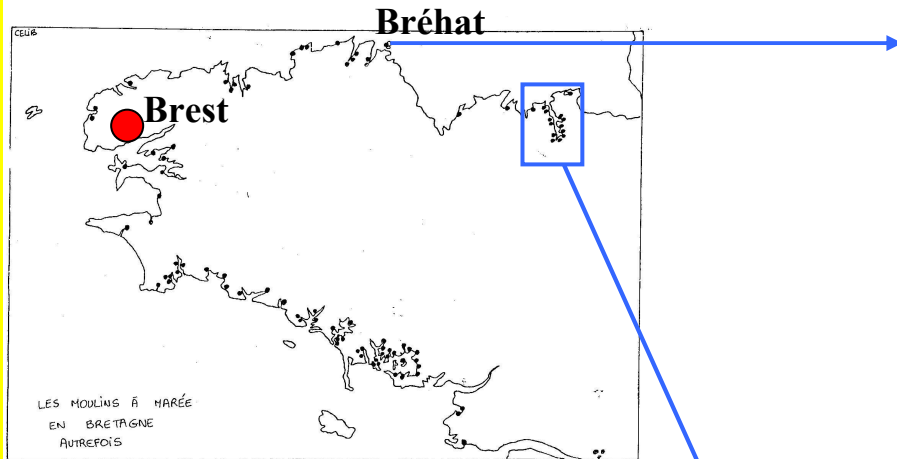 Bréhat
CELIB
Brest
LES MOULINS À MARÉE
EN BRETAGNE
AUTREFOIS